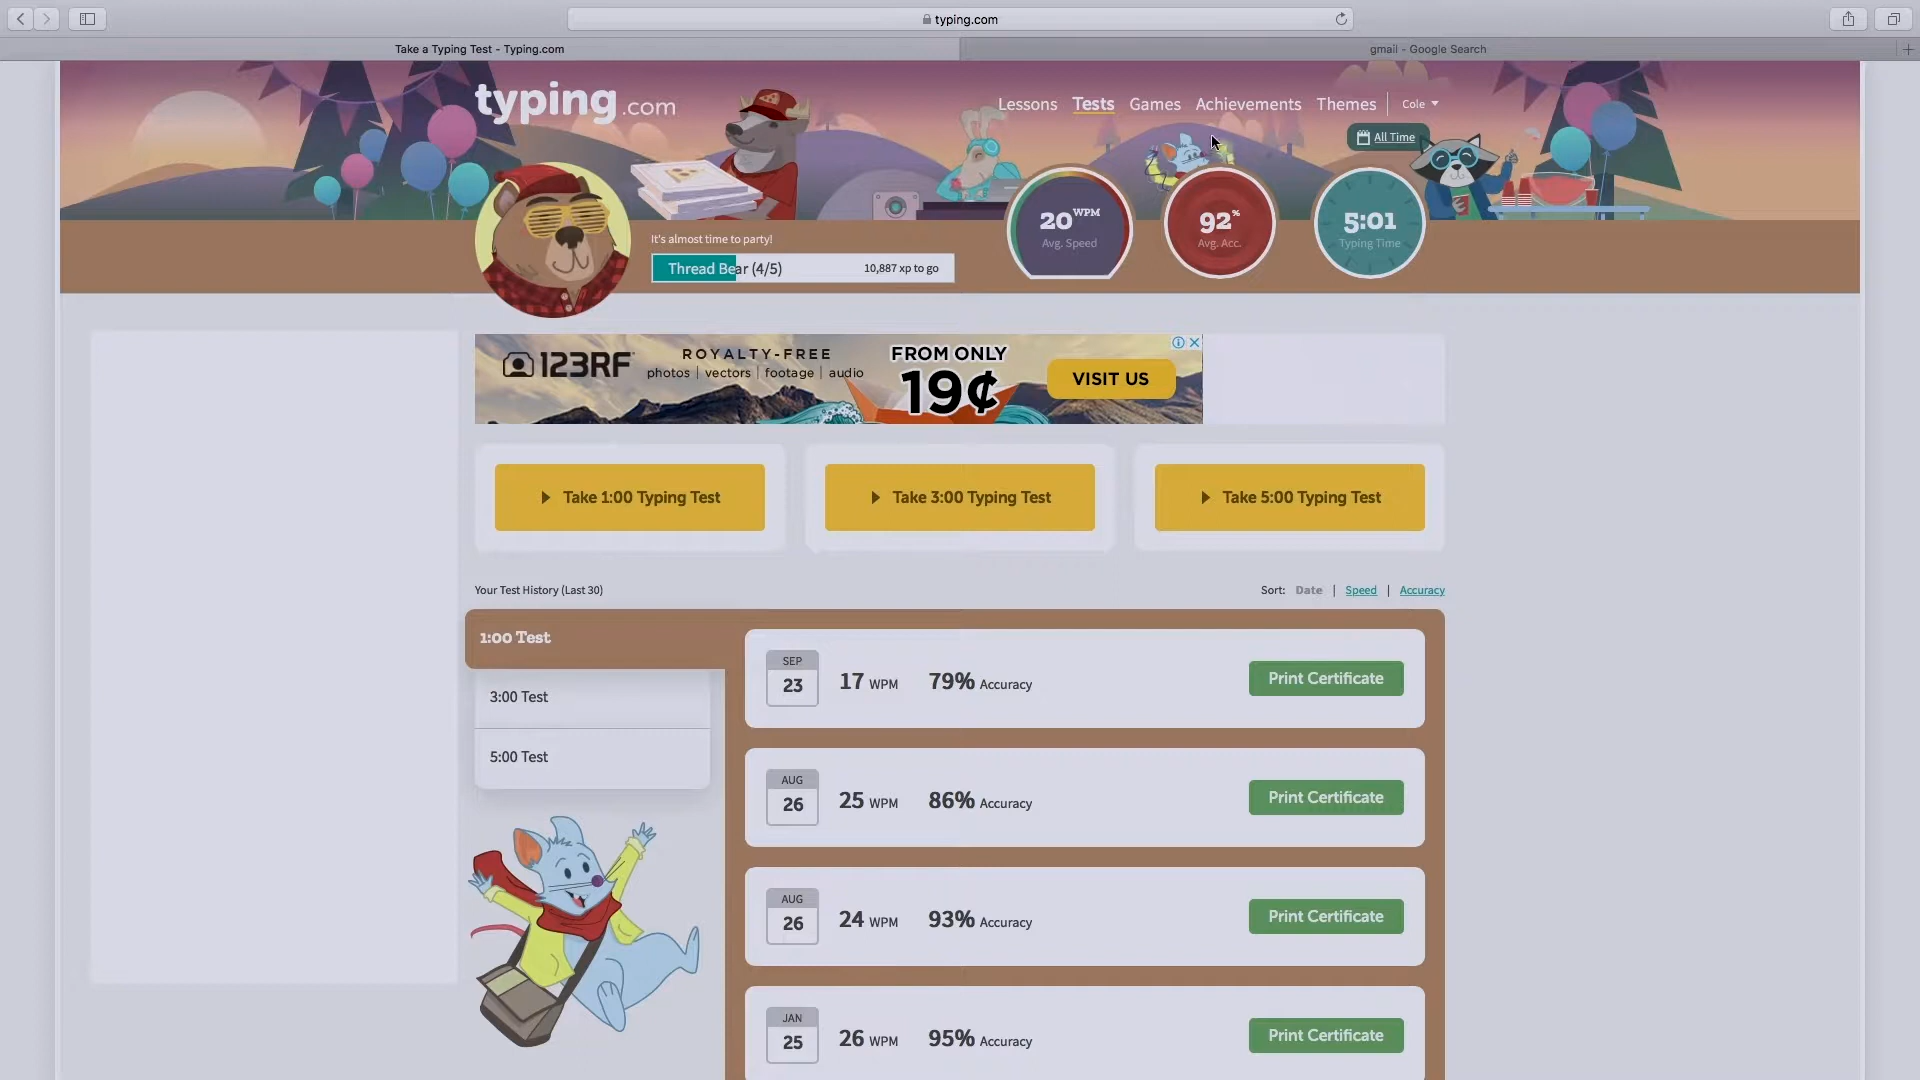 typing.com
Take a Typing Test - Typing.com
gmail - Google Search
typing.com
Lessons
Tests
Games
Achievements
Themes
Cole
All Time
20 WPM
Avg. Speed
92%
Avg. Acc.
5:01
Typing Time
It's almost time to party!
Thread Bear (4/5)
10,887 xp to go
123RF
ROYALTY-FREE
photos | vectors | footage | audio
FROM ONLY
19¢
VISIT US
Take 1:00 Typing Test
Take 3:00 Typing Test
Take 5:00 Typing Test
Your Test History (Last 30)
Sort: Date | Speed | Accuracy
1:00 Test
3:00 Test
5:00 Test
SEP
23
17 WPM 79% Accuracy
Print Certificate
AUG
26
25 WPM 86% Accuracy
Print Certificate
AUG
26
24 WPM 93% Accuracy
Print Certificate
JAN
25
26 WPM 95% Accuracy
Print Certificate